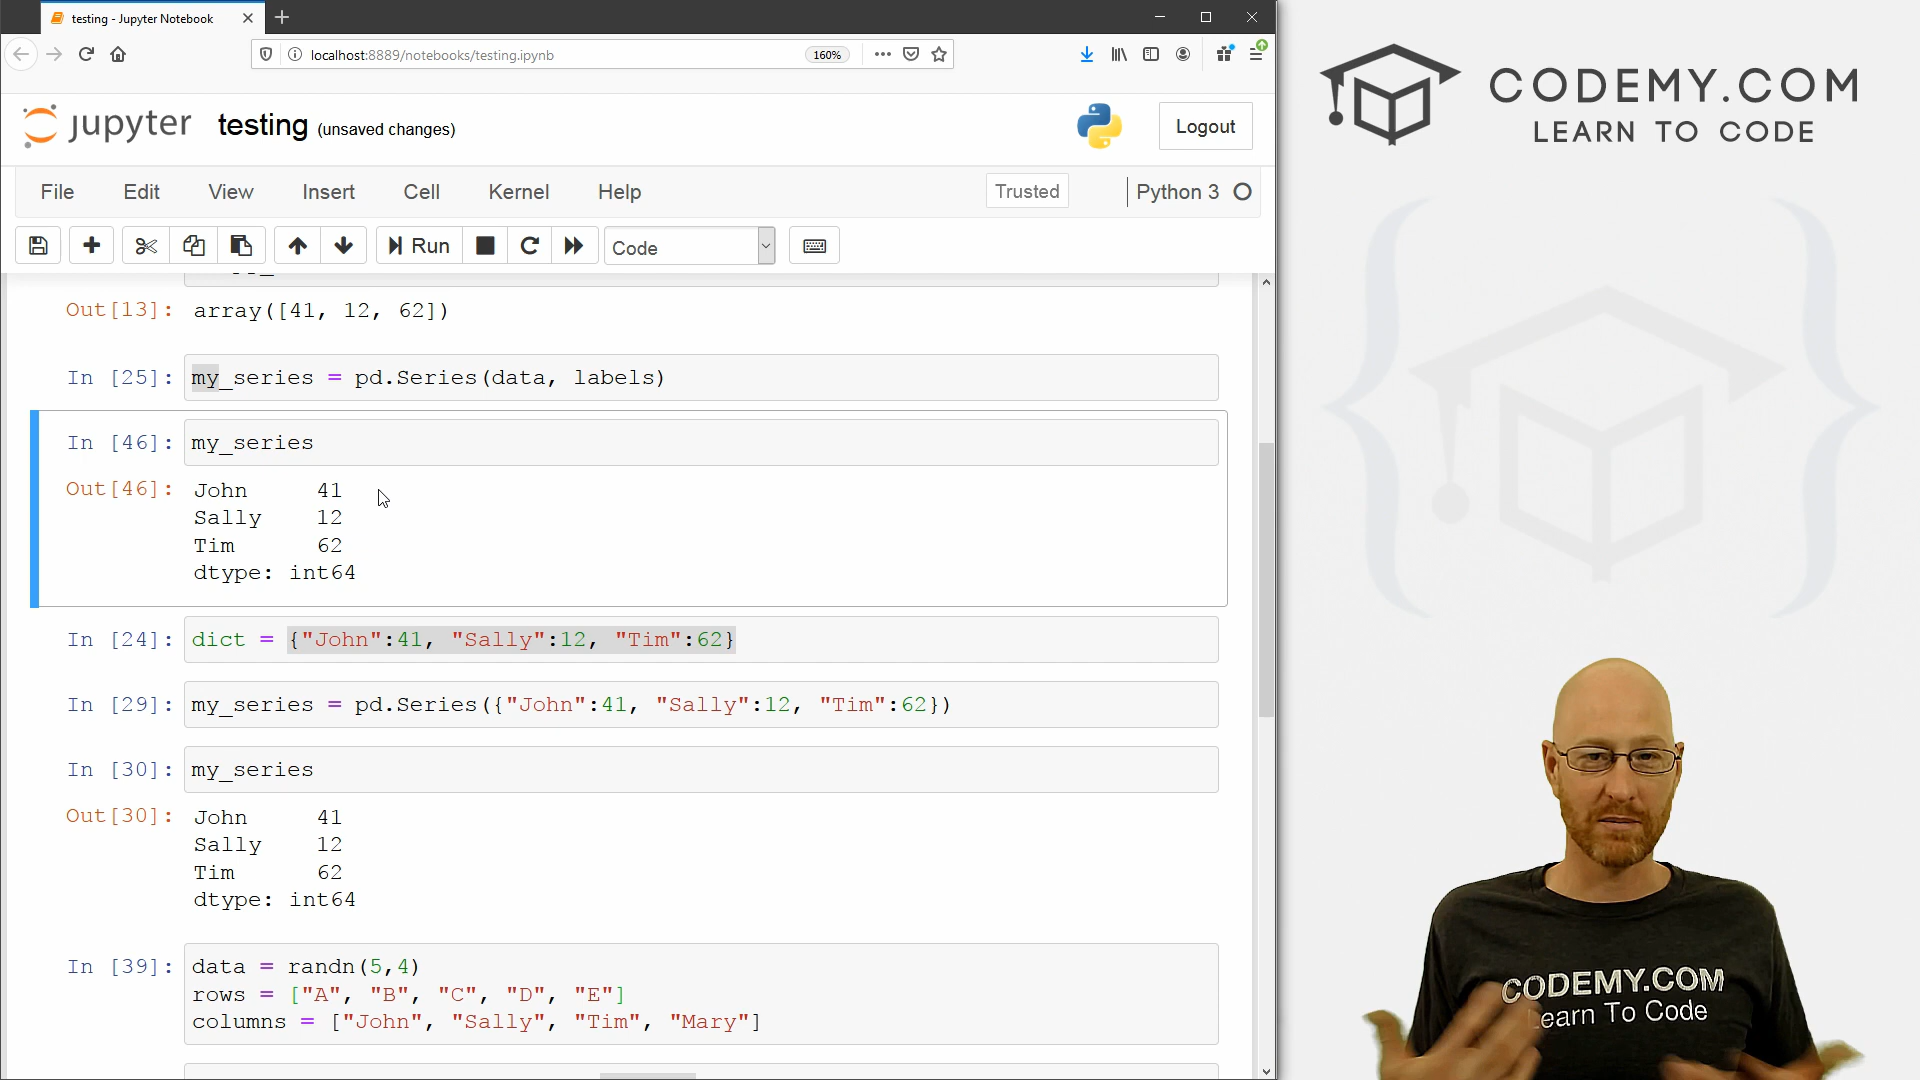 testing - Jupyter Notebook
localhost:8889/notebooks/testing.ipynb
160%
jupyter testing (unsaved changes)
Logout
File Edit View Insert Cell Kernel Help
Trusted
Python 3
Run
Code
Out[13]: array([41, 12, 62])
In [25]: my_series = pd.Series(data, labels)
In [46]: my_series
Out[46]: John 41
Sally 12
Tim 62
dtype: int64
In [24]: dict = {"John":41, "Sally":12, "Tim":62}
In [29]: my_series = pd.Series({"John":41, "Sally":12, "Tim":62})
In [30]: my_series
Out[30]: John 41
Sally 12
Tim 62
dtype: int64
In [39]: data = randn(5,4)
rows = ["A", "B", "C", "D", "E"]
columns = ["John", "Sally", "Tim", "Mary"]
CODEMY.COM
LEARN TO CODE
CODEMY.COM
Learn To Code